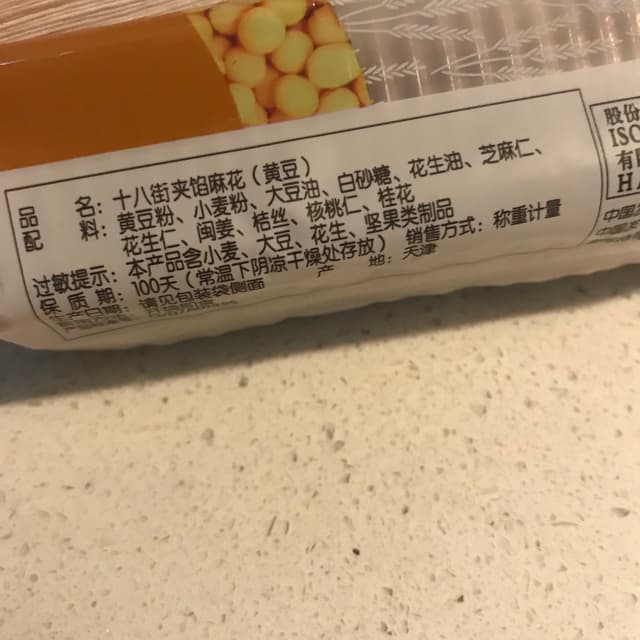 品 名: 十八街夹馅麻花(黄豆)
配 料: 黄豆粉、小麦粉、大豆油、白砂糖、花生油、芝麻仁、
花生仁、闽姜、桔丝、核桃仁、桂花
过敏提示: 本产品含小麦、大豆、花生、坚果类制品
保质期: 100天(常温下阴凉干燥处存放) 销售方式: 称重计量
请见包装袋侧面 产 地: 天津
股份
ISO
H
中国